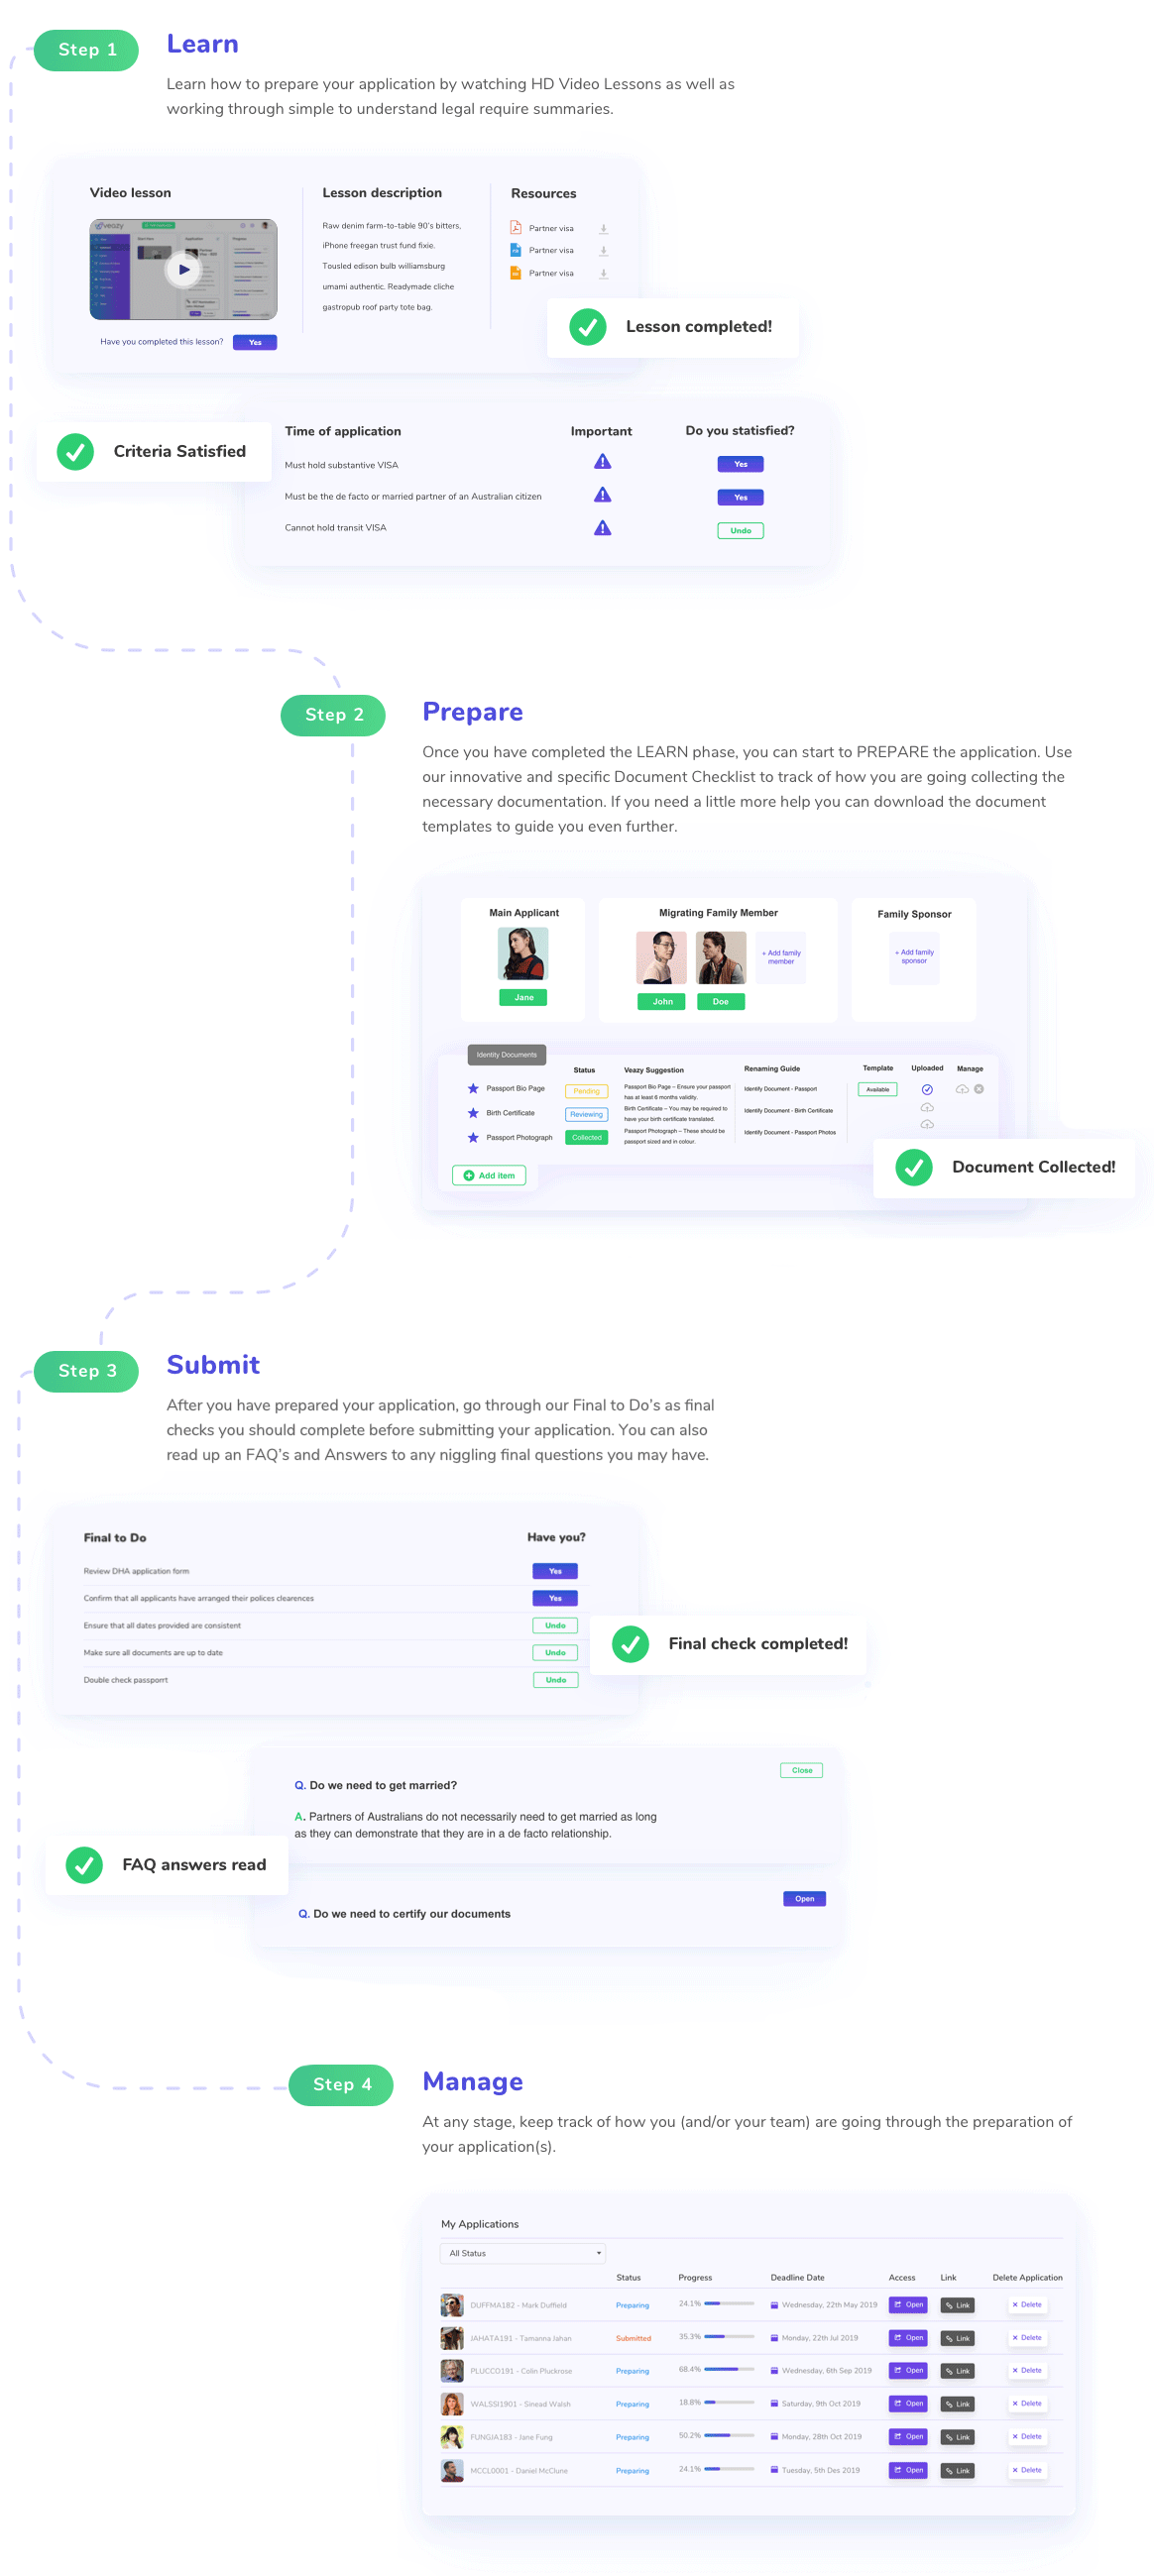 Step 1
Learn
Learn how to prepare your application by watching HD Video Lessons as well as
working through simple to understand legal require summaries.
Video lesson
veazy
Have you completed this lesson?
Yes
Lesson description
Raw denim farm-to-table 90's bitters,
iPhone freegan trust fund fixie.
Tousled edison bulb williamsburg
umami authentic. Readymade cliche
gastropub roof party tote bag.
Resources
Partner visa
Partner visa
Partner visa
Lesson completed!
Criteria Satisfied
Time of application Important Do you statisfied?
Must hold substantive VISA Yes
Must be the de facto or married partner of an Australian citizen Yes
Cannot hold transit VISA Undo
Step 2
Prepare
Once you have completed the LEARN phase, you can start to PREPARE the application. Use
our innovative and specific Document Checklist to track of how you are going collecting the
necessary documentation. If you need a little more help you can download the document
templates to guide you even further.
Main Applicant
Jane
Migrating Family Member
John
Doe
+ Add family
member
Family Sponsor
+ Add family
sponsor
Identity Documents
Status Veazy Suggestion Renaming Guide Template Uploaded Manage
Passport Bio Page Pending
Passport Bio Page – Ensure your passport
has at least 6 months validity.
Identify Document - Passport Available
Birth Certificate Reviewing
Birth Certificate – You may be required to
have your birth certificate translated.
Identify Document - Birth Certificate
Passport Photograph Collected
Passport Photograph – These should be
passport sized and in colour.
Identify Document - Passport Photos
Add item
Document Collected!
Step 3
Submit
After you have prepared your application, go through our Final to Do's as final
checks you should complete before submitting your application. You can also
read up an FAQ's and Answers to any niggling final questions you may have.
Final to Do Have you?
Review DHA application form Yes
Confirm that all applicants have arranged their polices clearences Yes
Ensure that all dates provided are consistent Undo
Make sure all documents are up to date Undo
Double check passporrt Undo
Final check completed!
Close
Q. Do we need to get married?
A. Partners of Australians do not necessarily need to get married as long
as they can demonstrate that they are in a de facto relationship.
FAQ answers read
Open
Q. Do we need to certify our documents
Step 4
Manage
At any stage, keep track of how you (and/or your team) are going through the preparation of
your application(s).
My Applications
All Status
Status Progress Deadline Date Access Link Delete Application
DUFFMA182 - Mark Duffield Preparing 24.1% Wednesday, 22th May 2019 Open Link × Delete
JAHATA191 - Tamanna Jahan Submitted 35.3% Monday, 22th Jul 2019 Open Link × Delete
PLUCCO191 - Colin Pluckrose Preparing 68.4% Wednesday, 6th Sep 2019 Open Link × Delete
WALSSI1901 - Sinead Walsh Preparing 18.8% Saturday, 9th Oct 2019 Open Link × Delete
FUNGJA183 - Jane Fung Preparing 50.2% Monday, 28th Oct 2019 Open Link × Delete
MCCL0001 - Daniel McClune Preparing 24.1% Tuesday, 5th Des 2019 Open Link × Delete